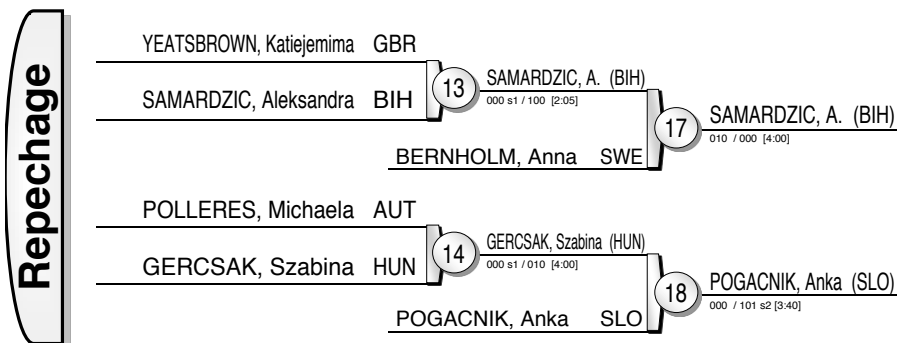 Repechage
YEATSBROWN, Katiejemima GBR
SAMARDZIC, Aleksandra BIH
13
SAMARDZIC, A. (BIH)
000 s1 / 100 [2:05]
BERNHOLM, Anna SWE
17
SAMARDZIC, A. (BIH)
010 / 000 [4:00]
POLLERES, Michaela AUT
GERCSAK, Szabina HUN
14
GERCSAK, Szabina (HUN)
000 s1 / 010 [4:00]
POGACNIK, Anka SLO
18
POGACNIK, Anka (SLO)
000 / 101 s2 [3:40]